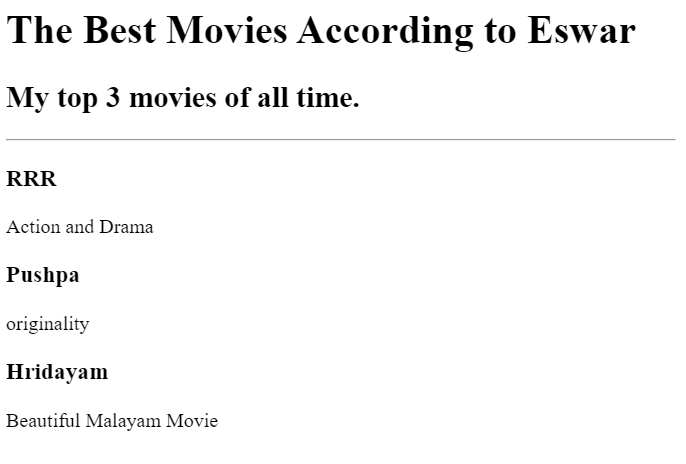 The Best Movies According to Eswar
My top 3 movies of all time.
RRR
Action and Drama
Pushpa
originality
Hridayam
Beautiful Malayam Movie